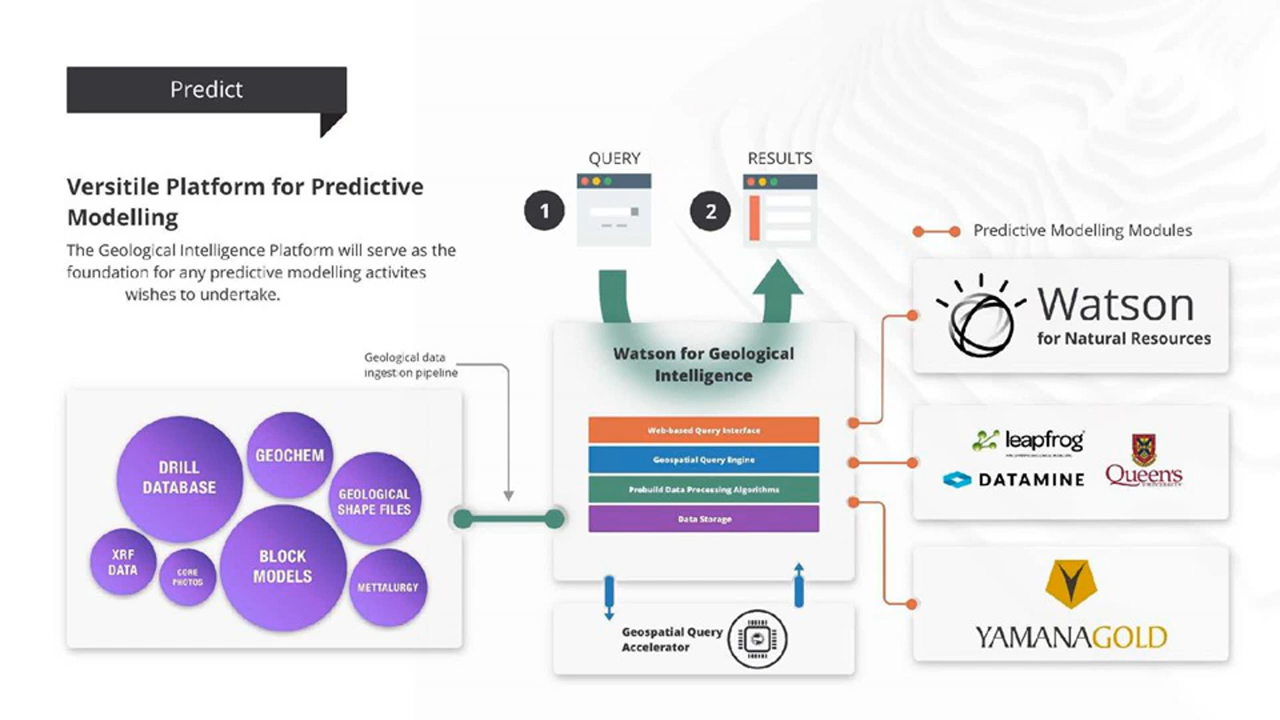 Predict
Versitile Platform for Predictive
Modelling
The Geological Intelligence Platform will serve as the
foundation for any predictive modelling activites
wishes to undertake.
QUERY
1
RESULTS
2
Geological data
ingestion pipeline
DRILL
DATABASE
GEOCHEM
GEOLOGICAL
SHAPE FILES
XRF
DATA
CORE
PHOTOS
BLOCK
MODELS
METTALURGY
Watson for Geological
Intelligence
Web-based Query Interface
Geospatial Query Engine
Prebuild Data Processing Algorithms
Data Storage
Geospatial Query
Accelerator
Predictive Modelling Modules
Watson
for Natural Resources
leapfrog
DATAMINE
Queen's
UNIVERSITY
YAMANAGOLD